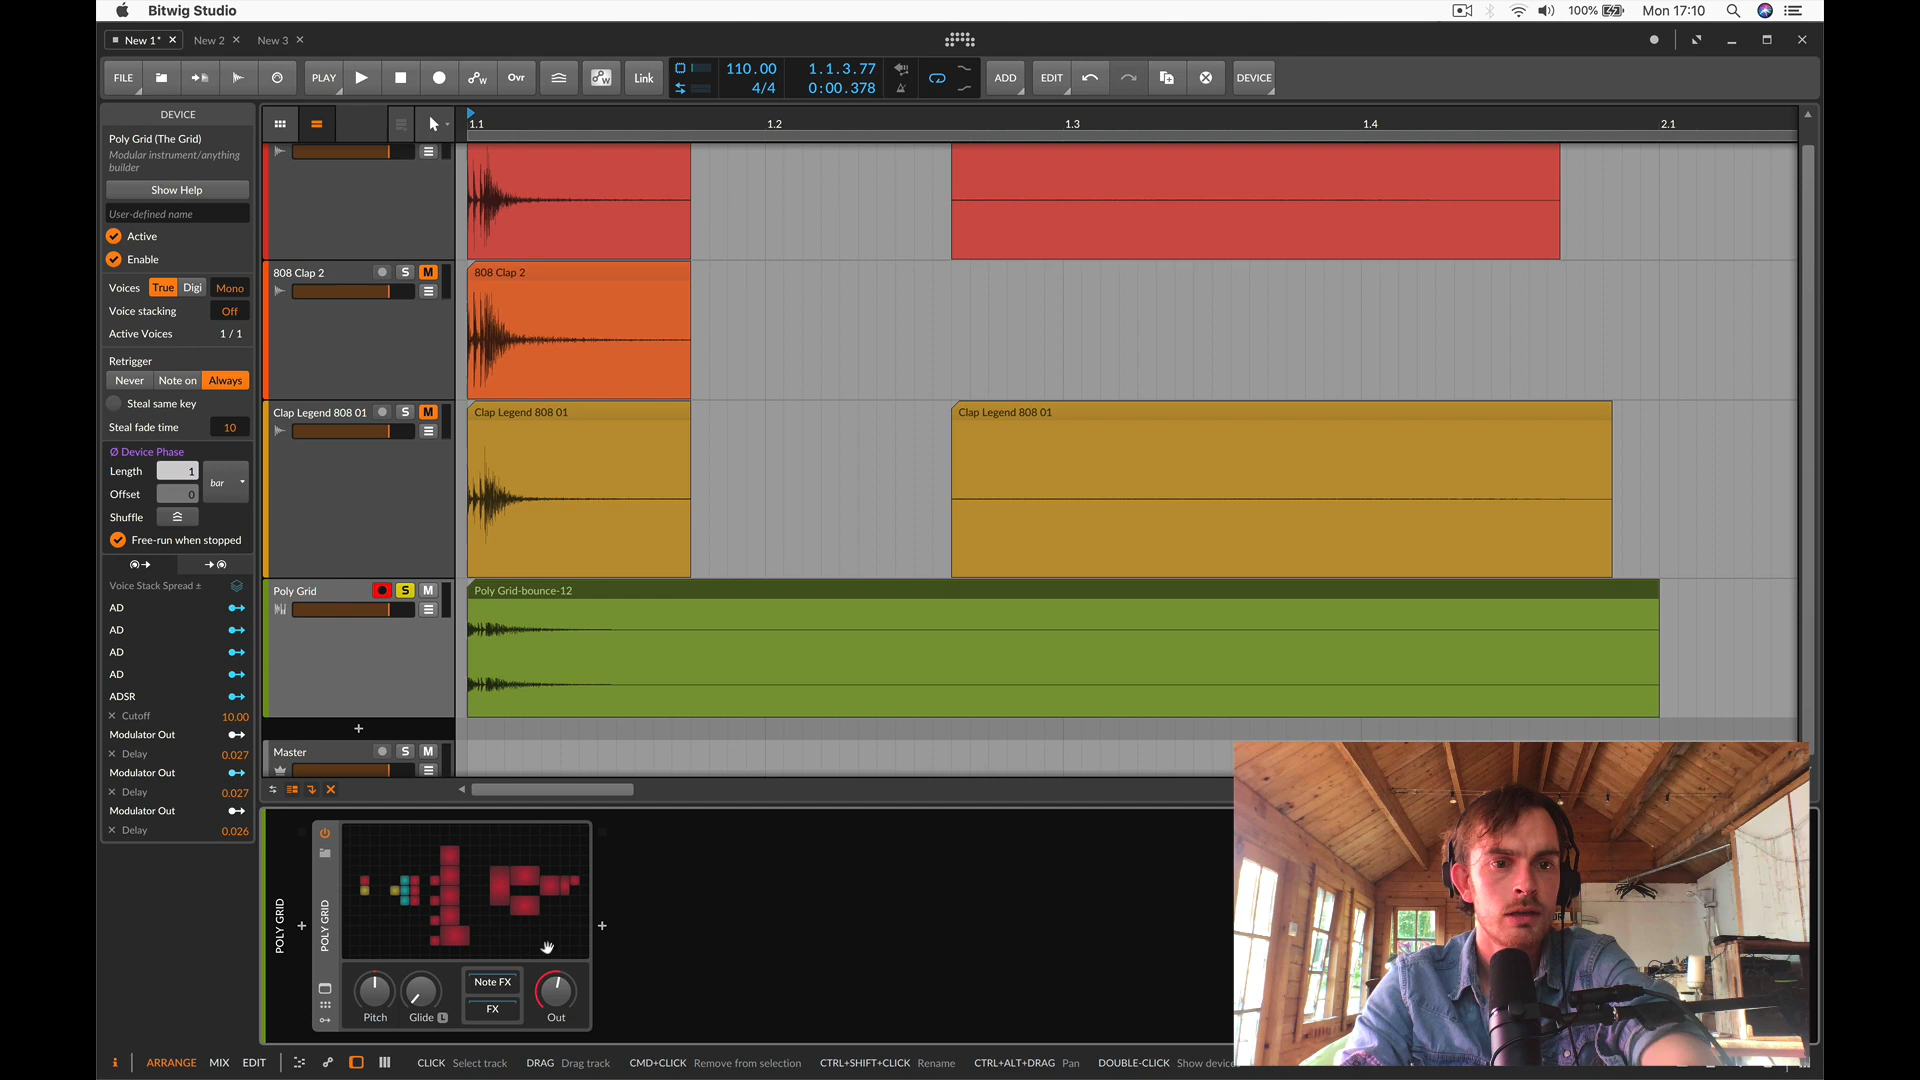 Bitwig Studio
100%
Mon 17:10
New 1*
New 2
New 3
FILE
PLAY
Ovr
Link
110.00
4/4
1.1.3.77
0:00.378
ADD
EDIT
DEVICE
DEVICE
Poly Grid (The Grid)
Modular instrument/anything
builder
Show Help
User-defined name
Active
Enable
Voices True Digi Mono
Voice stacking Off
Active Voices 1 / 1
Retrigger
Never Note on Always
Steal same key
Steal fade time 10
Ø Device Phase
Length 1
bar
Offset 0
Shuffle
Free-run when stopped
Voice Stack Spread ±
AD
AD
AD
AD
ADSR
Cutoff 10.00
Modulator Out
Delay 0.027
Modulator Out
Delay 0.027
Modulator Out
Delay 0.026
1.1 1.2 1.3 1.4 2.1
808 Clap 2 S M
808 Clap 2
Clap Legend 808 01 S M
Clap Legend 808 01
Clap Legend 808 01
Poly Grid S M
Poly Grid-bounce-12
Master S M
POLY GRID
POLY GRID
Pitch
Glide L
Note FX
FX
Out
ARRANGE MIX EDIT
CLICK Select track
DRAG Drag track
CMD+CLICK Remove from selection
CTRL+SHIFT+CLICK Rename
CTRL+ALT+DRAG Pan
DOUBLE-CLICK Show devic